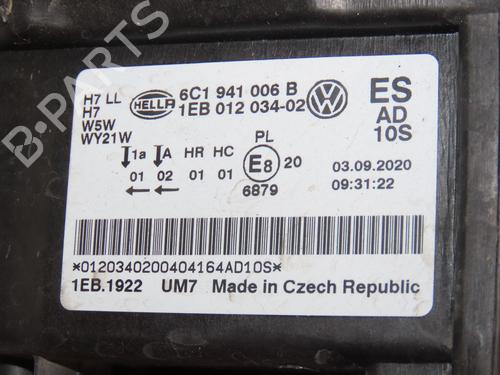 B-PARTS
H7 LL
H7
W5W
WY21W
HELLA
6C1 941 006 B
1EB 012 034-02
VW
ES
AD
10S
1a A HR HC
01 02 01 01
PL
E8 20
6879
03.09.2020
09:31:22
*0120340200404164AD10S*
1EB.1922 UM7 Made in Czech Republic